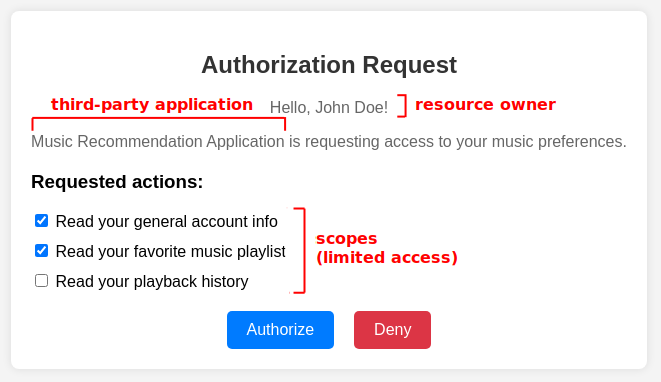 Authorization Request
third-party application
Hello, John Doe!
resource owner
Music Recommendation Application is requesting access to your music preferences.
Requested actions:
Read your general account info
Read your favorite music playlist
scopes
(limited access)
Read your playback history
Authorize
Deny